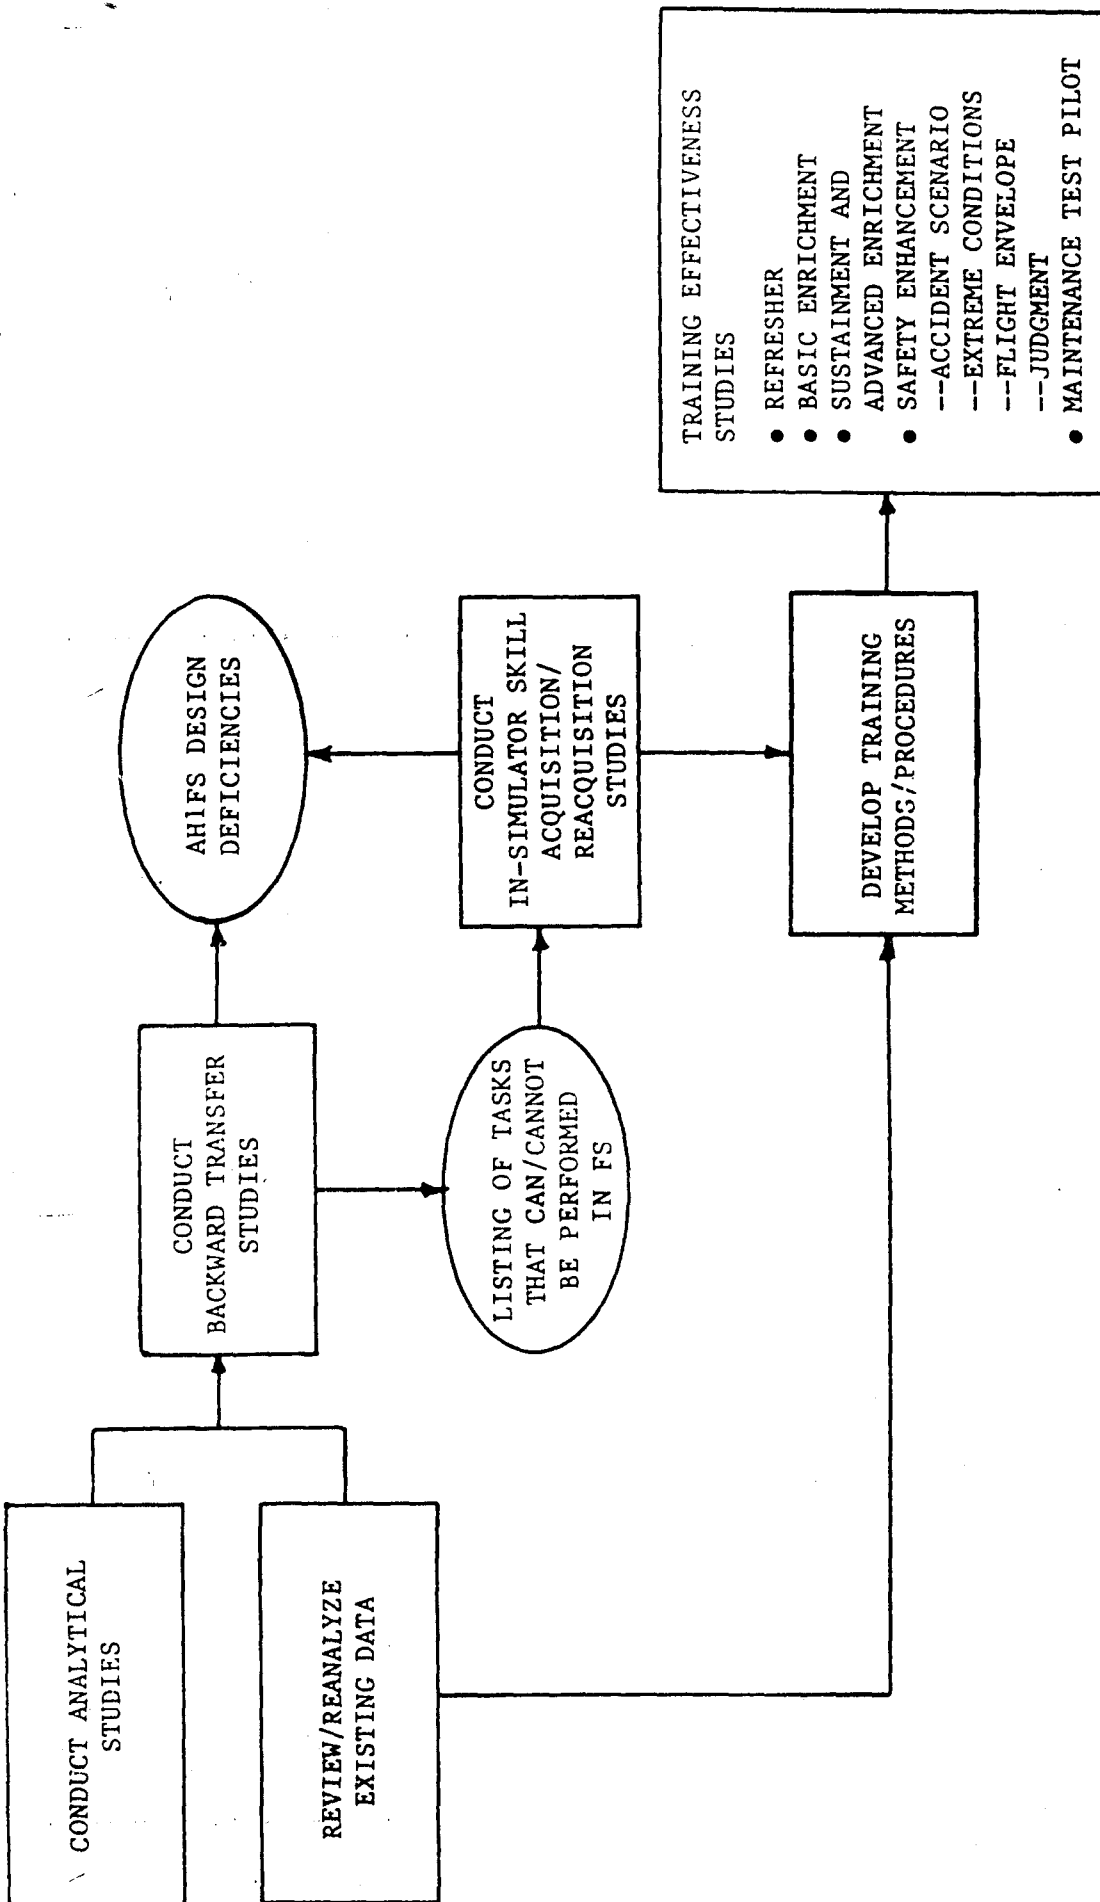 CONDUCT ANALYTICAL
STUDIES
REVIEW/REANALYZE
EXISTING DATA
CONDUCT
BACKWARD TRANSFER
STUDIES
LISTING OF TASKS
THAT CAN/CANNOT
BE PERFORMED
IN FS
AH1FS DESIGN
DEFICIENCIES
CONDUCT
IN-SIMULATOR SKILL
ACQUISITION/
REACQUISITION
STUDIES
DEVELOP TRAINING
METHODS/PROCEDURES
TRAINING EFFECTIVENESS
STUDIES
● REFRESHER
● BASIC ENRICHMENT
● SUSTAINMENT AND
ADVANCED ENRICHMENT
● SAFETY ENHANCEMENT
--ACCIDENT SCENARIO
--EXTREME CONDITIONS
--FLIGHT ENVELOPE
--JUDGMENT
● MAINTENANCE TEST PILOT